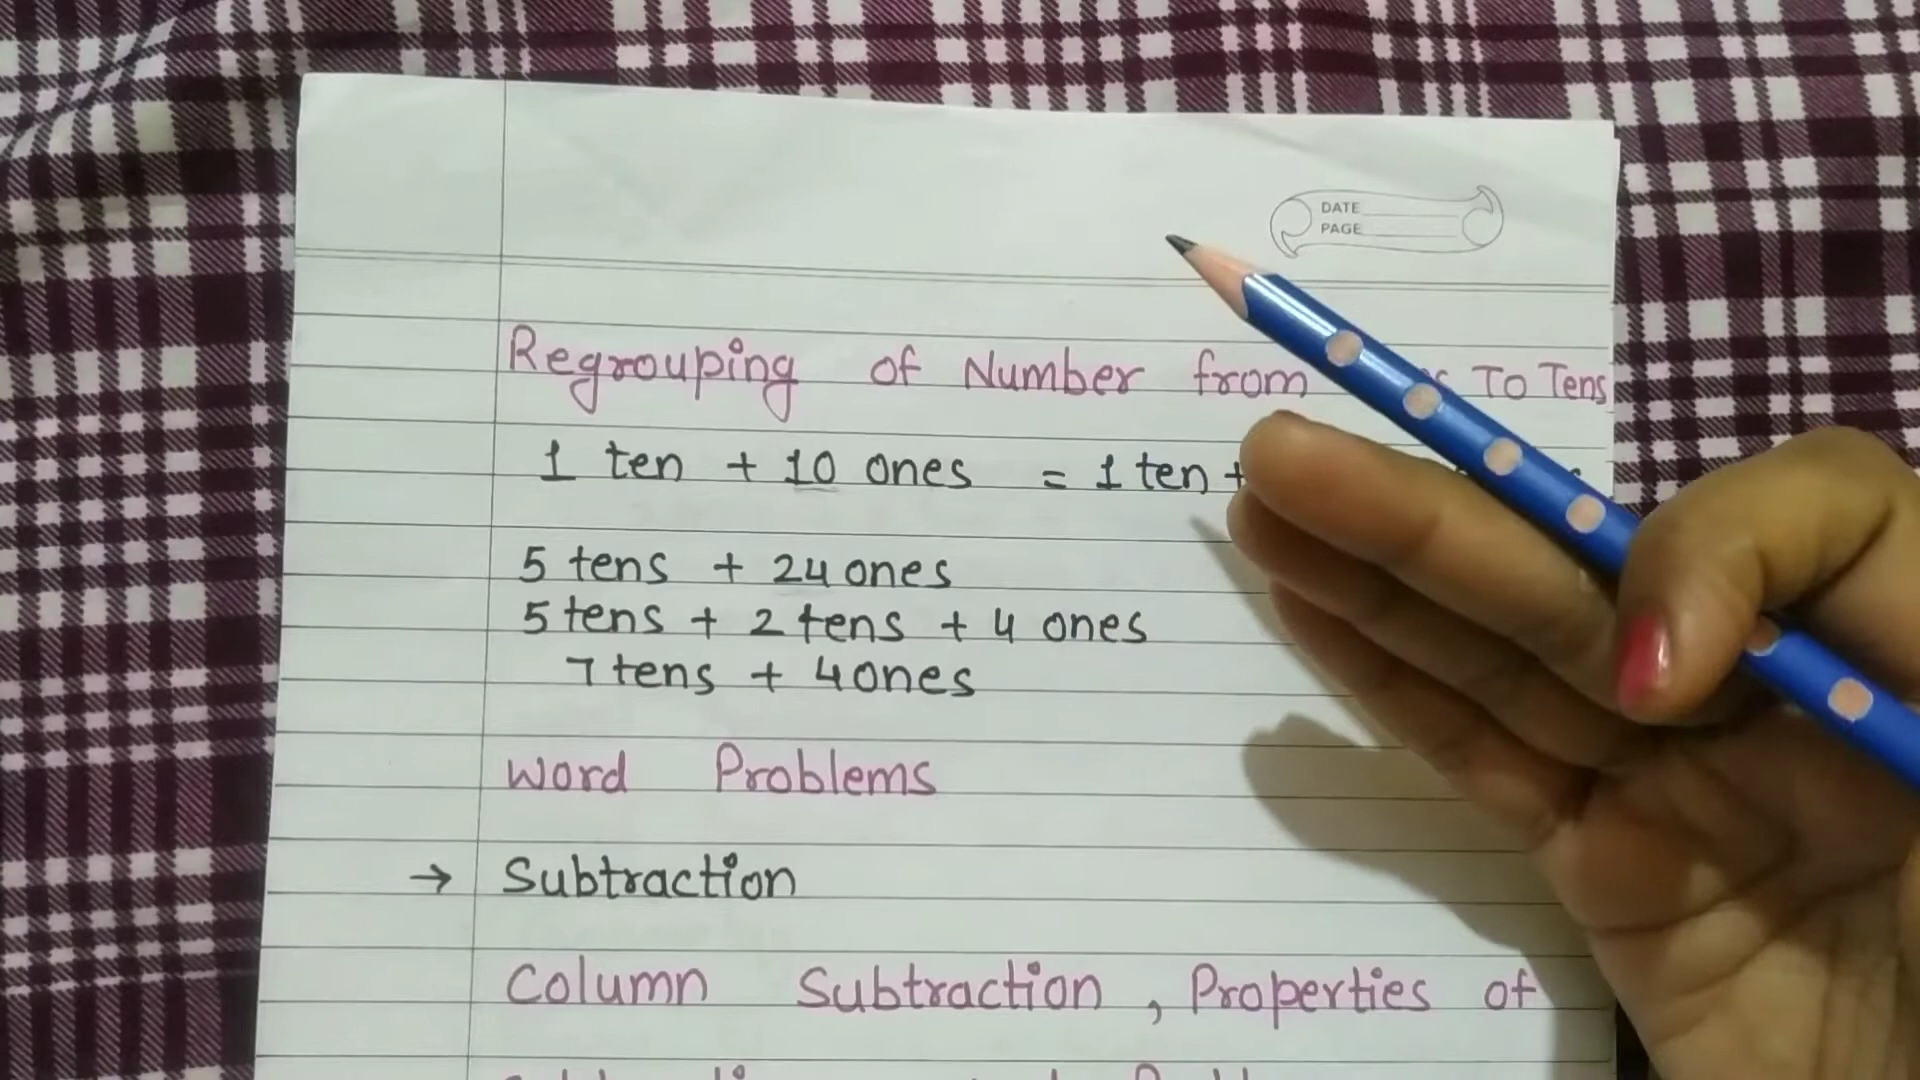 DATE
PAGE
Regrouping of Number from To Tens
1 ten + 10 ones = 1 ten +
5 tens + 24 ones
5 tens + 2 tens + 4 ones
7 tens + 4 ones
Word Problems
→ Subtraction
Column Subtraction, Properties of